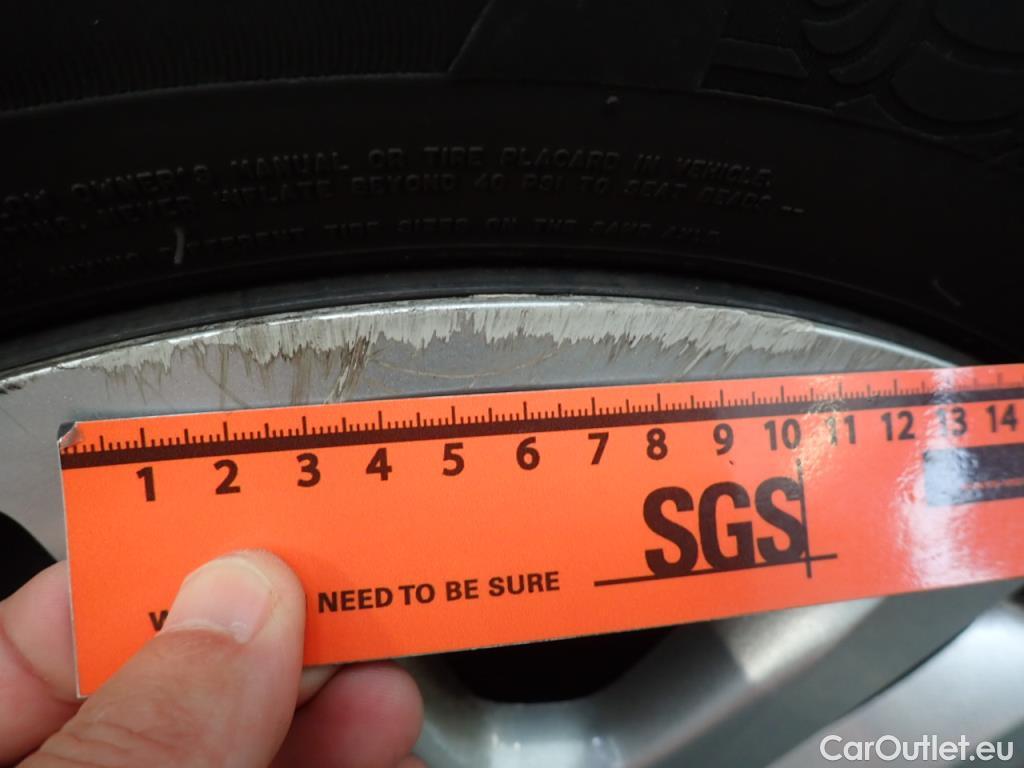 OWNER'S MANUAL OR TIRE PLACARD IN VEHICLE.
NEVER INFLATE BEYOND 40 PSI TO SEAT BEADS --
DIFFERENT TIRE SIZES ON THE SAME AXLE
1 2 3 4 5 6 7 8 9 10 11 12 13 14
SGS
NEED TO BE SURE
CarOutlet.eu